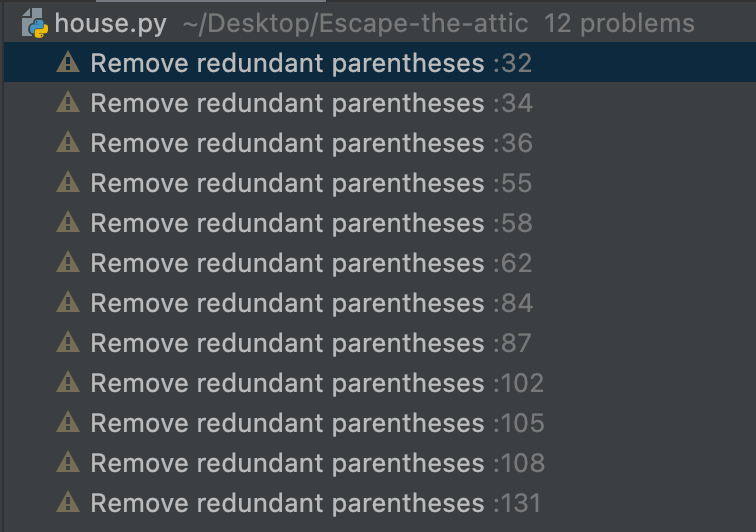 house.py ~/Desktop/Escape-the-attic 12 problems
Remove redundant parentheses :32
Remove redundant parentheses :34
Remove redundant parentheses :36
Remove redundant parentheses :55
Remove redundant parentheses :58
Remove redundant parentheses :62
Remove redundant parentheses :84
Remove redundant parentheses :87
Remove redundant parentheses :102
Remove redundant parentheses :105
Remove redundant parentheses :108
Remove redundant parentheses :131